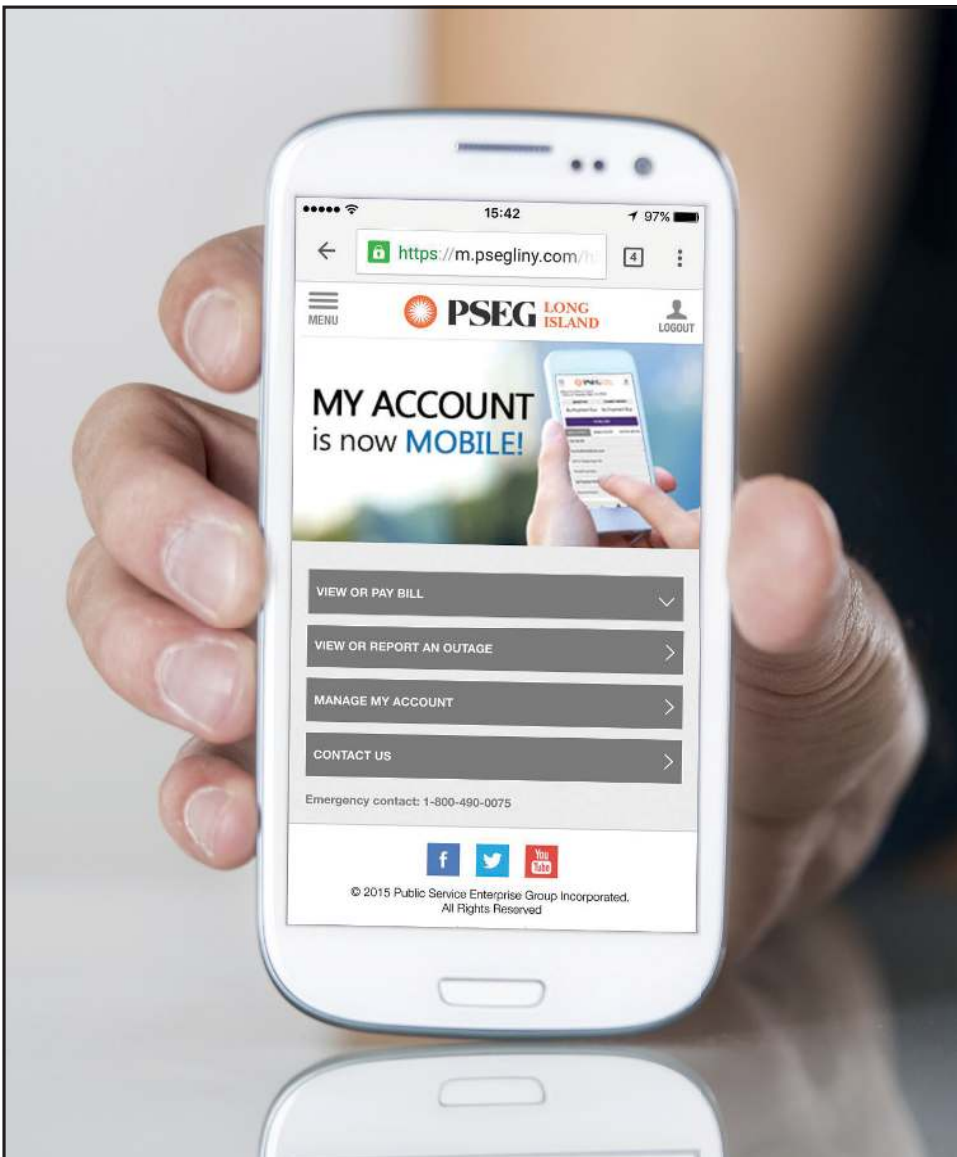 15:42
97%
https://m.psegliny.com/h
4
MENU
PSEG LONG ISLAND
LOGOUT
MY ACCOUNT
is now MOBILE!
VIEW OR PAY BILL
VIEW OR REPORT AN OUTAGE
MANAGE MY ACCOUNT
CONTACT US
Emergency contact: 1-800-490-0075
f
You
Tube
© 2015 Public Service Enterprise Group Incorporated.
All Rights Reserved